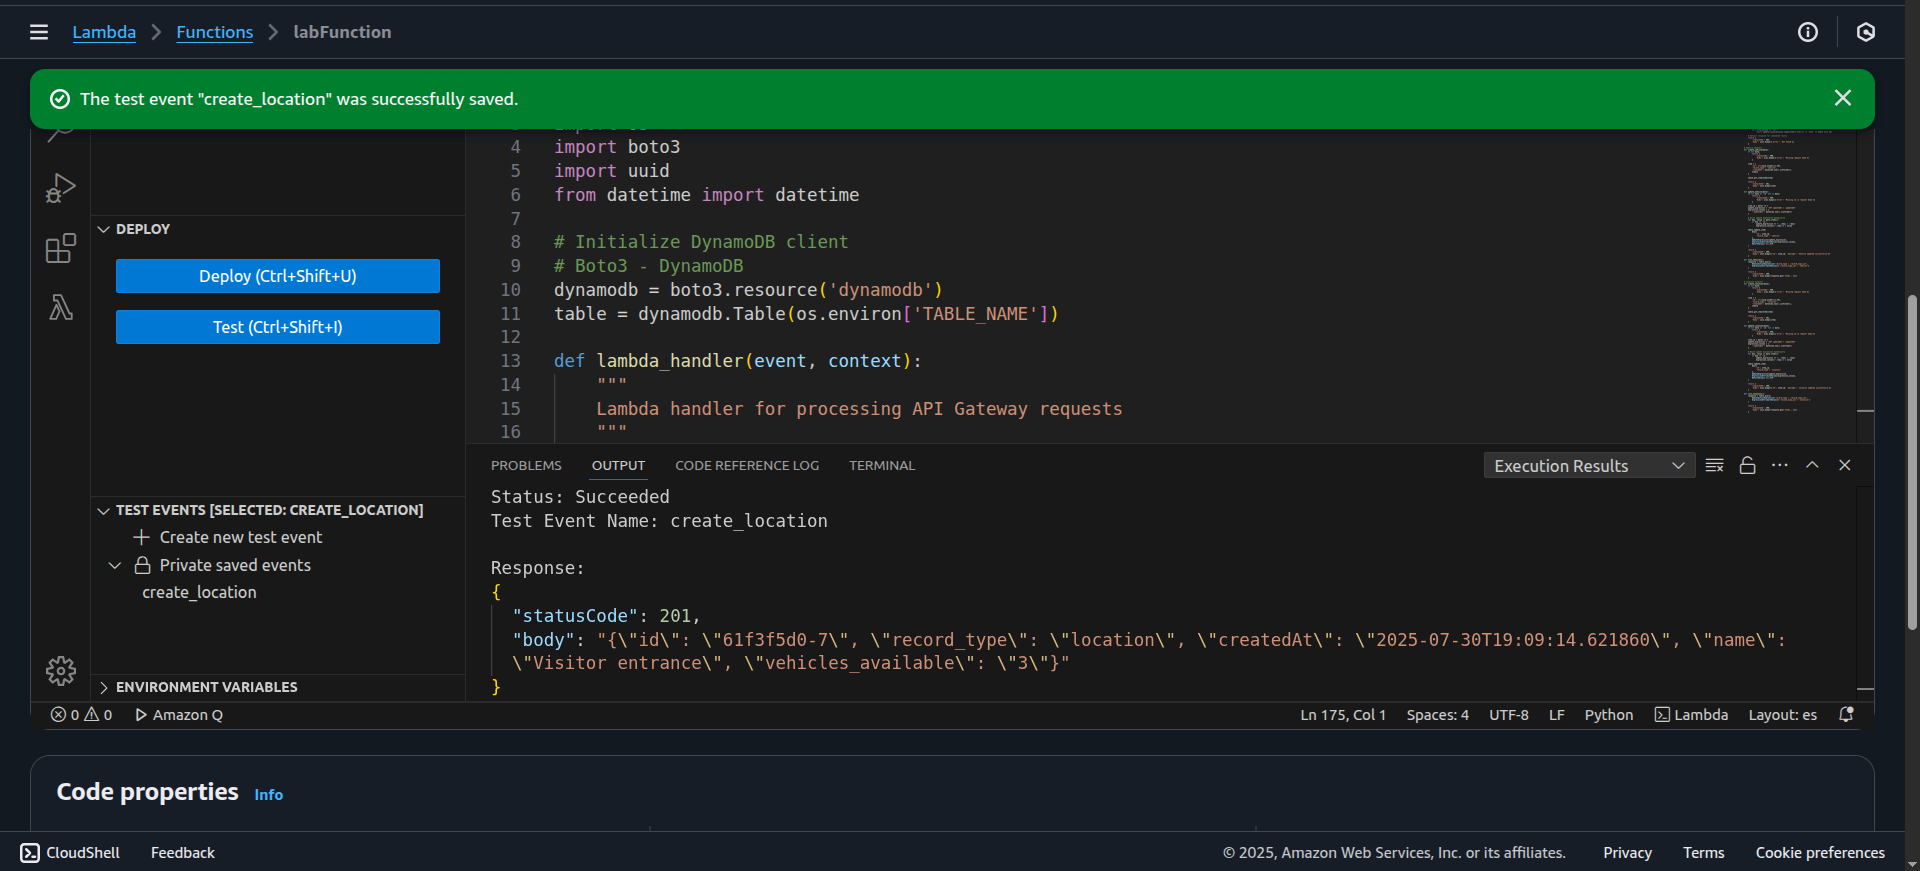 Lambda > Functions > labFunction
The test event "create_location" was successfully saved.
4 import boto3
5 import uuid
6 from datetime import datetime
7
8 # Initialize DynamoDB client
9 # Boto3 - DynamoDB
10 dynamodb = boto3.resource('dynamodb')
11 table = dynamodb.Table(os.environ['TABLE_NAME'])
12
13 def lambda_handler(event, context):
14 """
15 Lambda handler for processing API Gateway requests
16 """
DEPLOY
Deploy (Ctrl+Shift+U)
Test (Ctrl+Shift+I)
TEST EVENTS [SELECTED: CREATE_LOCATION]
Create new test event
Private saved events
create_location
ENVIRONMENT VARIABLES
PROBLEMS OUTPUT CODE REFERENCE LOG TERMINAL Execution Results
Status: Succeeded
Test Event Name: create_location
Response:
{
"statusCode": 201,
"body": "{\"id\": \"61f3f5d0-7\", \"record_type\": \"location\", \"createdAt\": \"2025-07-30T19:09:14.621860\", \"name\":
\"Visitor entrance\", \"vehicles_available\": \"3\"}"
}
0 0 Amazon Q Ln 175, Col 1 Spaces: 4 UTF-8 LF Python Lambda Layout: es
Code properties Info
CloudShell Feedback © 2025, Amazon Web Services, Inc. or its affiliates. Privacy Terms Cookie preferences